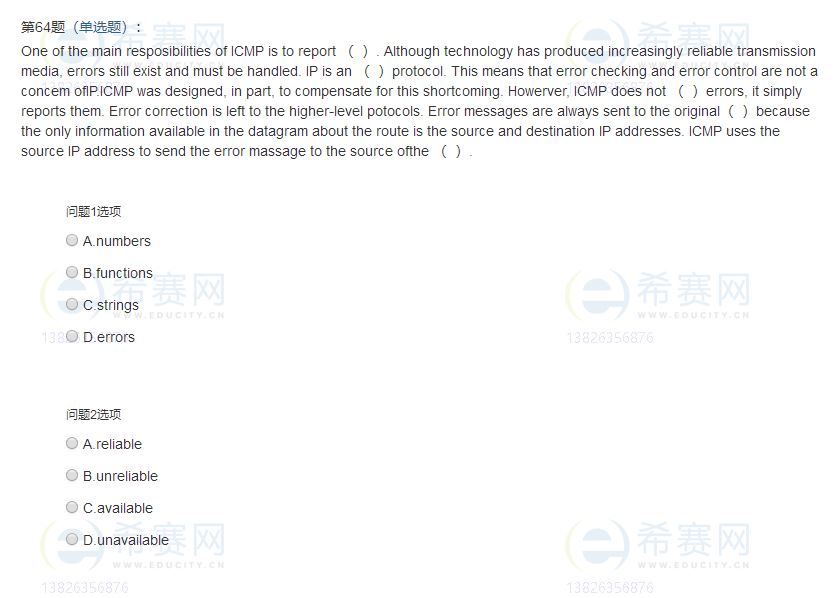 第64题（单选题）：
One of the main resposibilities of ICMP is to report （ ）. Although technology has produced increasingly reliable transmission
media, errors still exist and must be handled. IP is an （ ）protocol. This means that error checking and error control are not a
concem ofIP.ICMP was designed, in part, to compensate for this shortcoming. Howerver, ICMP does not （ ）errors, it simply
reports them. Error correction is left to the higher-level potocols. Error messages are always sent to the original（ ）because
the only information available in the datagram about the route is the source and destination IP addresses. ICMP uses the
source IP address to send the error massage to the source ofthe （ ）.
问题1选项
A.numbers
B.functions
C.strings
D.errors
问题2选项
A.reliable
B.unreliable
C.available
D.unavailable
希赛网
WWW.EDUCITY.CN
13826356876
希赛网
WWW.EDUCITY.CN
13826356876
希赛网
WWW.EDUCITY.CN
13826356876
希赛网
WWW.EDUCITY.CN
13826356876